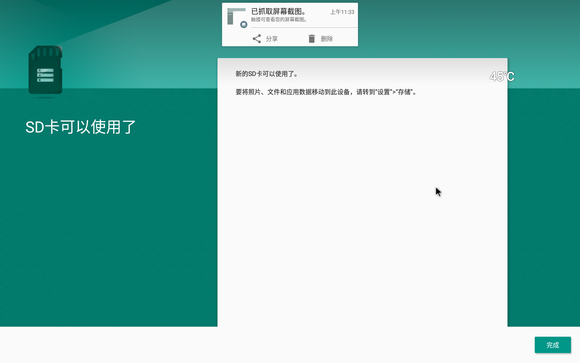 已抓取屏幕截图。
上午11:33
触摸可查看您的屏幕截图。
分享
删除
45°C
新的SD卡可以使用了。
要将照片、文件和应用数据移动到此设备，请转到"设置">"存储"。
SD卡可以使用了
完成